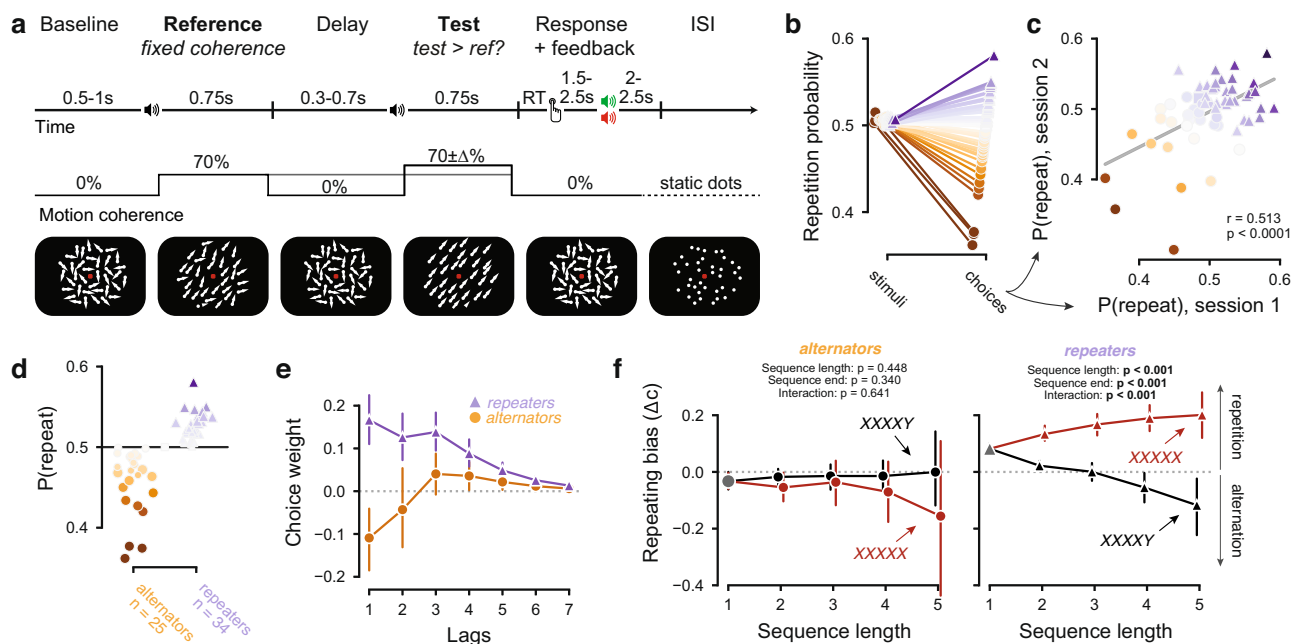 a
Baseline Reference Delay Test Response ISI
fixed coherence test > ref? + feedback
0.5-1s 0.75s 0.3-0.7s 0.75s RT 1.5-2.5s 2-2.5s
Time
0% 70% 0% 70±Δ% 0% static dots
Motion coherence
b
Repetition probability
0.6
0.5
0.4
stimuli
choices
c
P(repeat), session 2
0.6
0.5
0.4
r = 0.513
p < 0.0001
0.4 0.5 0.6
P(repeat), session 1
d
P(repeat)
0.6
0.5
0.4
alternators
n = 25
repeaters
n = 34
e
repeaters
alternators
Choice weight
0.2
0.1
0.0
−0.1
−0.2
1 2 3 4 5 6 7
Lags
f
alternators
Sequence length: p = 0.448
Sequence end: p = 0.340
Interaction: p = 0.641
Repeating bias (Δc)
0.2
0.0
−0.2
−0.4
XXXXY
XXXXX
1 2 3 4 5
Sequence length
repeaters
Sequence length: p < 0.001
Sequence end: p < 0.001
Interaction: p < 0.001
0.2
0.0
−0.2
−0.4
XXXXX
XXXXY
1 2 3 4 5
Sequence length
repetition
alternation